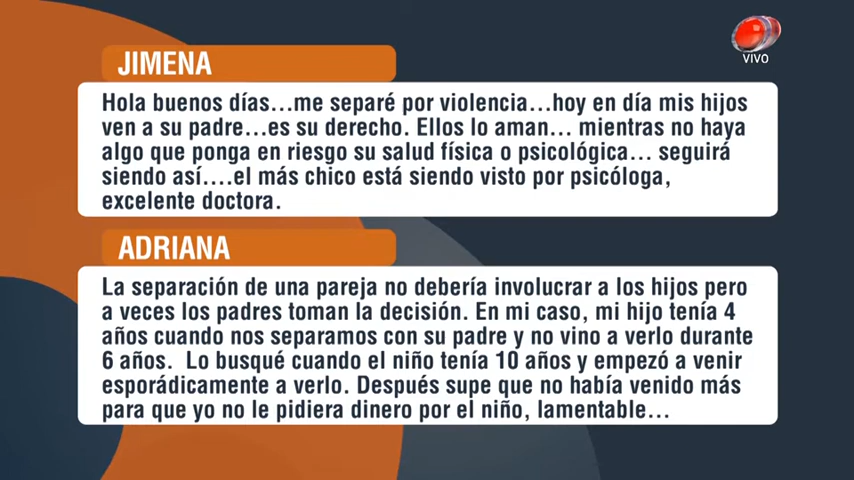 VIVO
JIMENA
Hola buenos días...me separé por violencia...hoy en día mis hijos
ven a su padre...es su derecho. Ellos lo aman... mientras no haya
algo que ponga en riesgo su salud física o psicológica... seguirá
siendo así....el más chico está siendo visto por psicóloga,
excelente doctora.
ADRIANA
La separación de una pareja no debería involucrar a los hijos pero
a veces los padres toman la decisión. En mi caso, mi hijo tenía 4
años cuando nos separamos con su padre y no vino a verlo durante
6 años.  Lo busqué cuando el niño tenía 10 años y empezó a venir
esporádicamente a verlo. Después supe que no había venido más
para que yo no le pidiera dinero por el niño, lamentable...